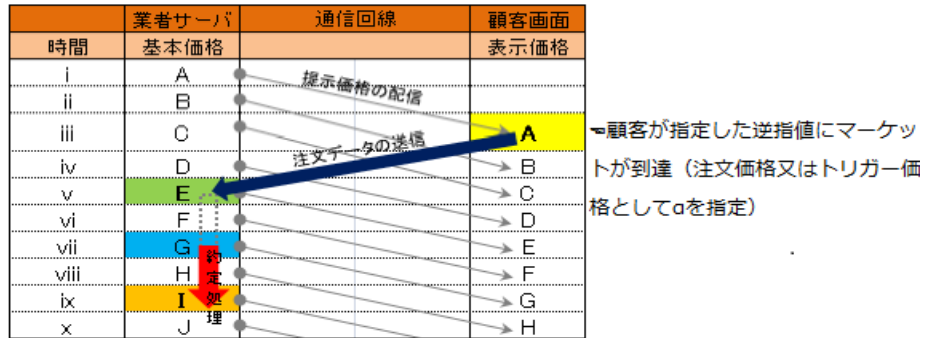 業者サーバ 通信回線 顧客画面
時間 基本価格 表示価格
i A
ii B
iii C A
iv D B
v E C
vi F D
vii G E
viii H F
ix I G
x J H
提示価格の配信
注文データの送信
約定処理
☜顧客が指定した逆指値にマーケッ
トが到達（注文価格又はトリガー価
格としてαを指定）